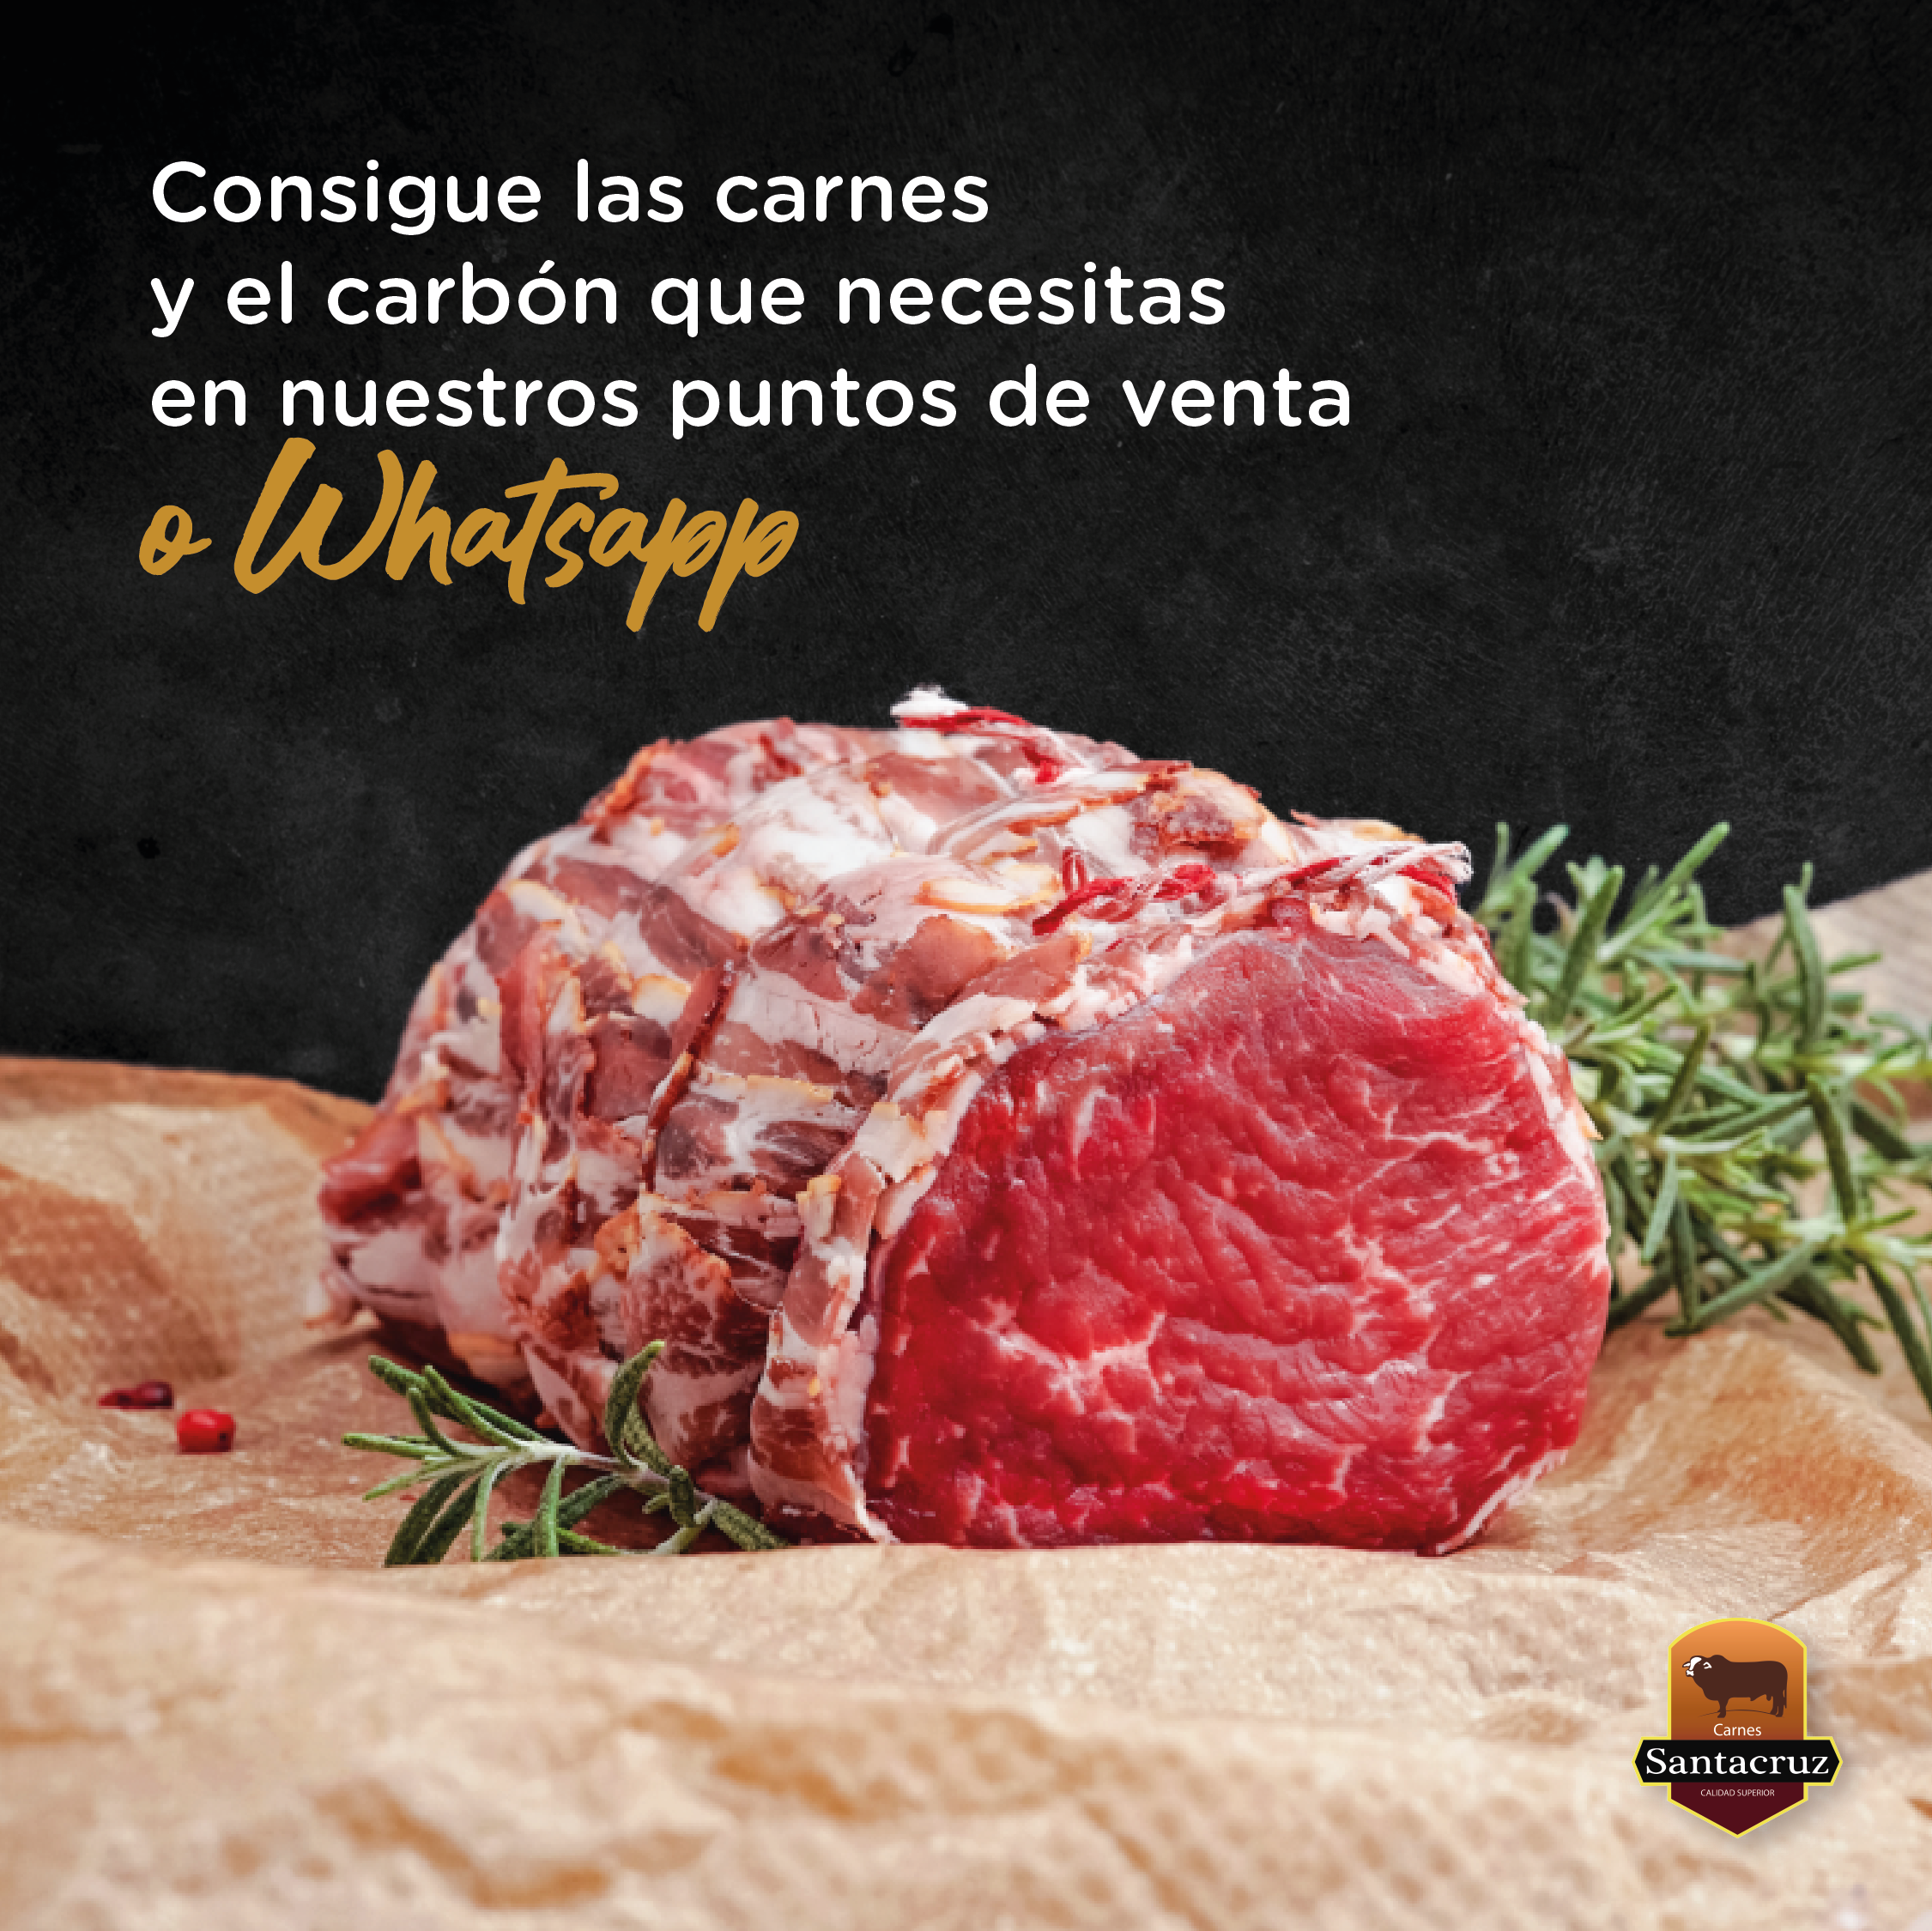 Consigue las carnes
y el carbón que necesitas
en nuestros puntos de venta
o Whatsapp
Carnes
Santacruz
CALIDAD SUPERIOR